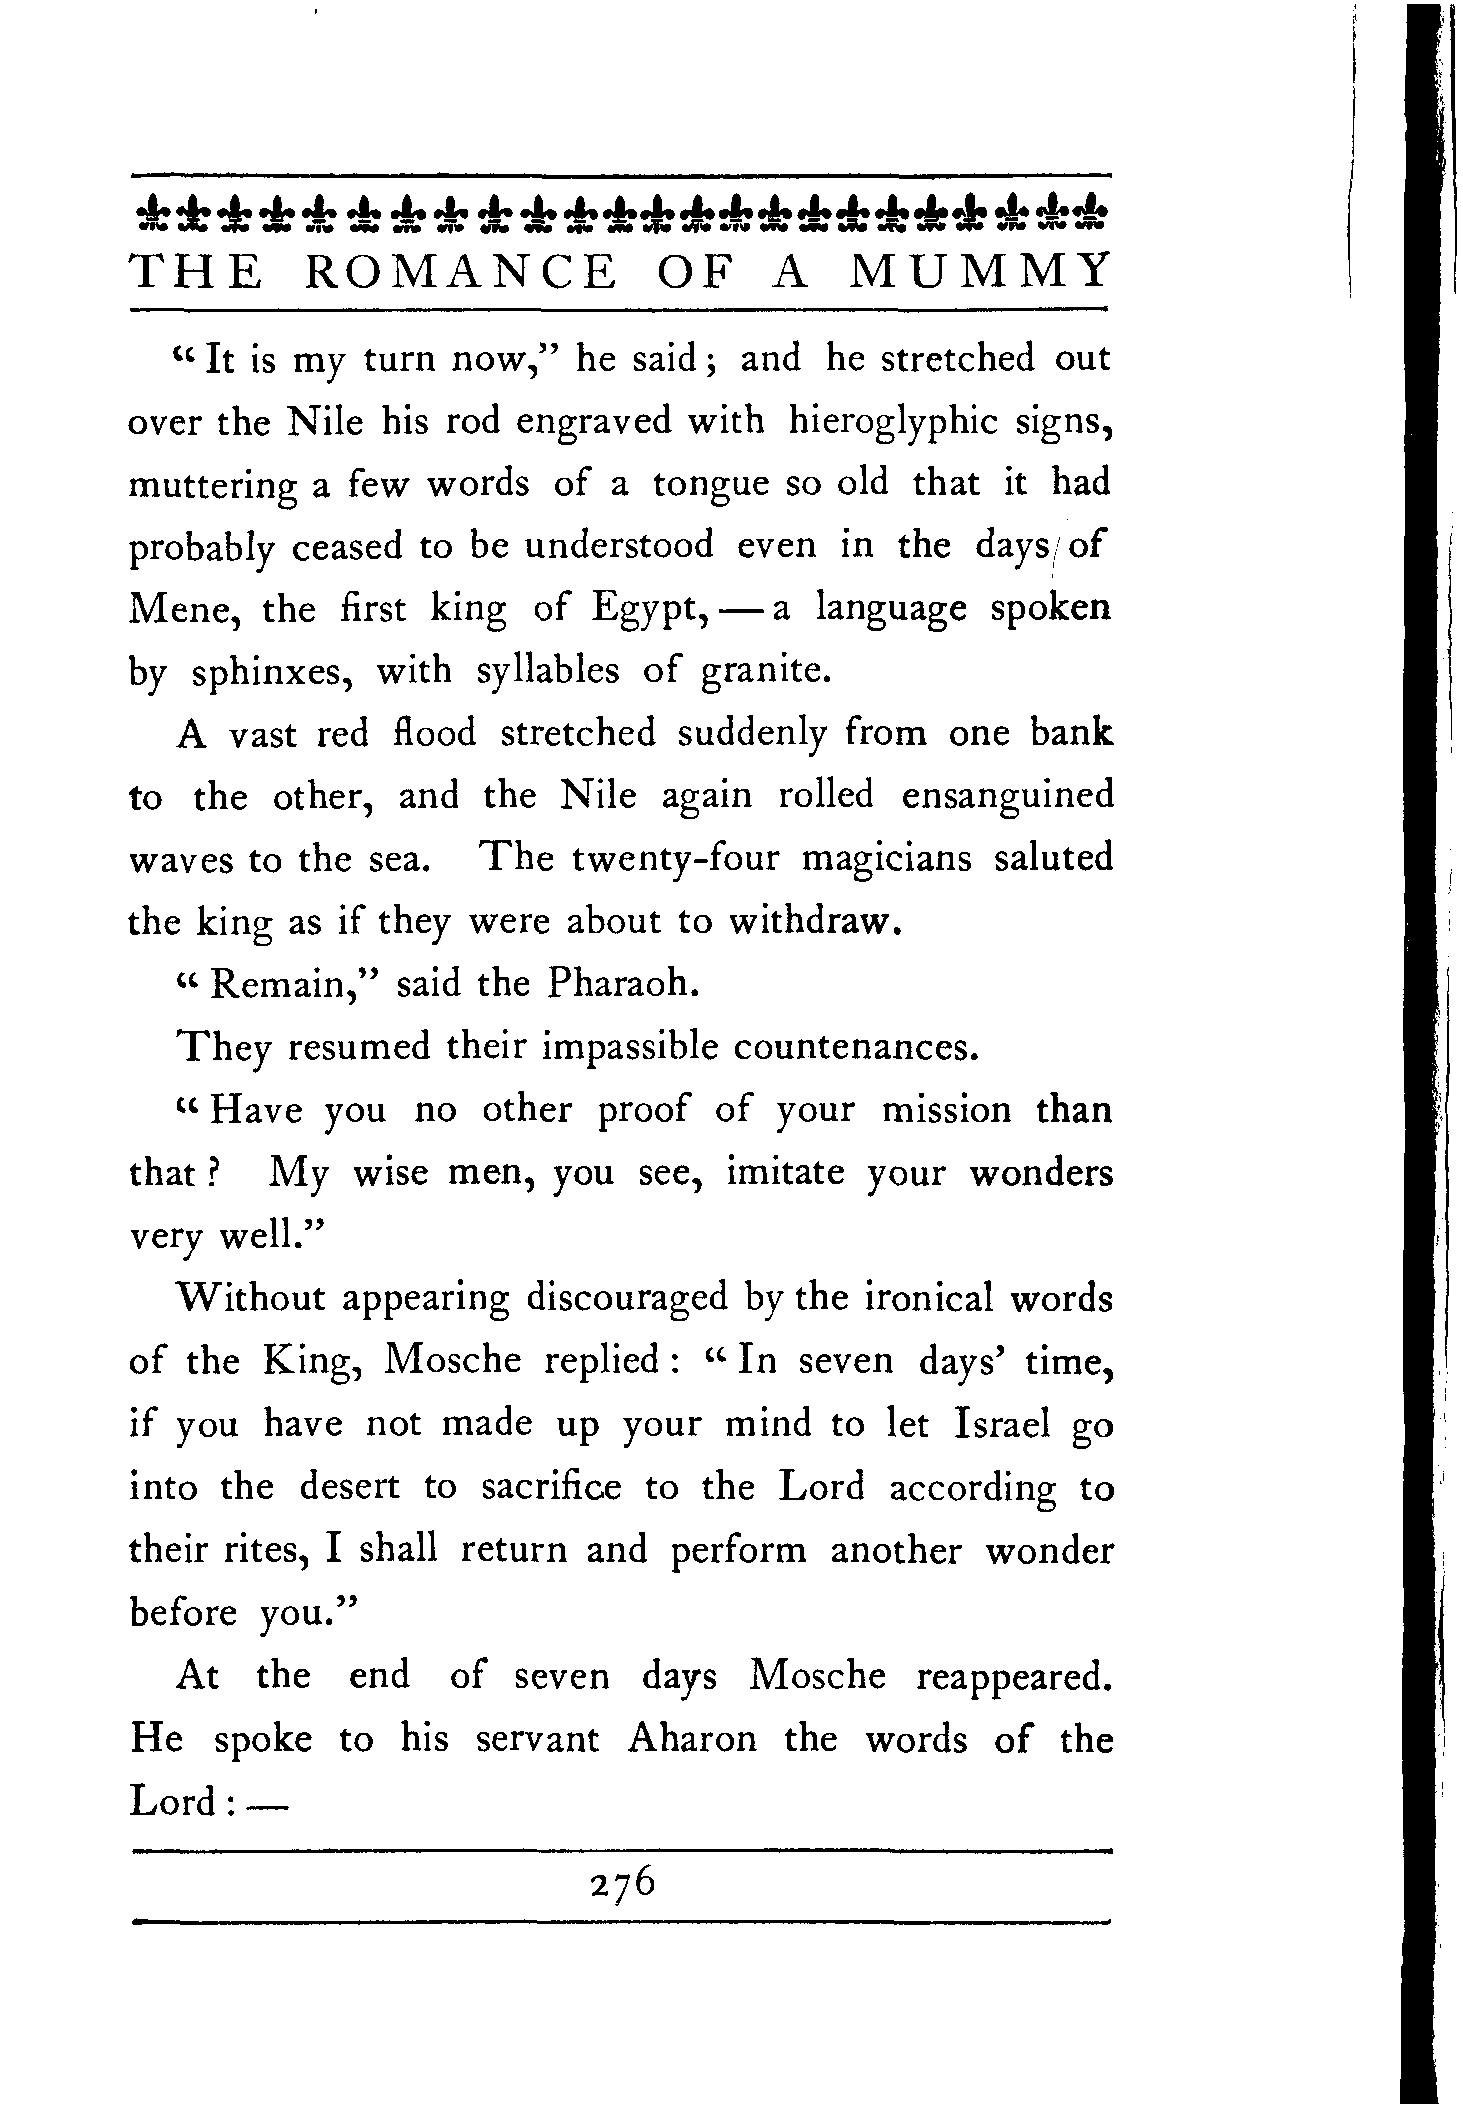 THE ROMANCE OF A MUMMY
“It is my turn now,” he said; and he stretched out
over the Nile his rod engraved with hieroglyphic signs,
muttering a few words of a tongue so old that it had
probably ceased to be understood even in the days of
Mene, the first king of Egypt,—a language spoken
by sphinxes, with syllables of granite.
A vast red flood stretched suddenly from one bank
to the other, and the Nile again rolled ensanguined
waves to the sea. The twenty-four magicians saluted
the king as if they were about to withdraw.
“Remain,” said the Pharaoh.
They resumed their impassible countenances.
“Have you no other proof of your mission than
that? My wise men, you see, imitate your wonders
very well.”
Without appearing discouraged by the ironical words
of the King, Mosche replied: “In seven days’ time,
if you have not made up your mind to let Israel go
into the desert to sacrifice to the Lord according to
their rites, I shall return and perform another wonder
before you.”
At the end of seven days Mosche reappeared.
He spoke to his servant Aharon the words of the
Lord:—
276